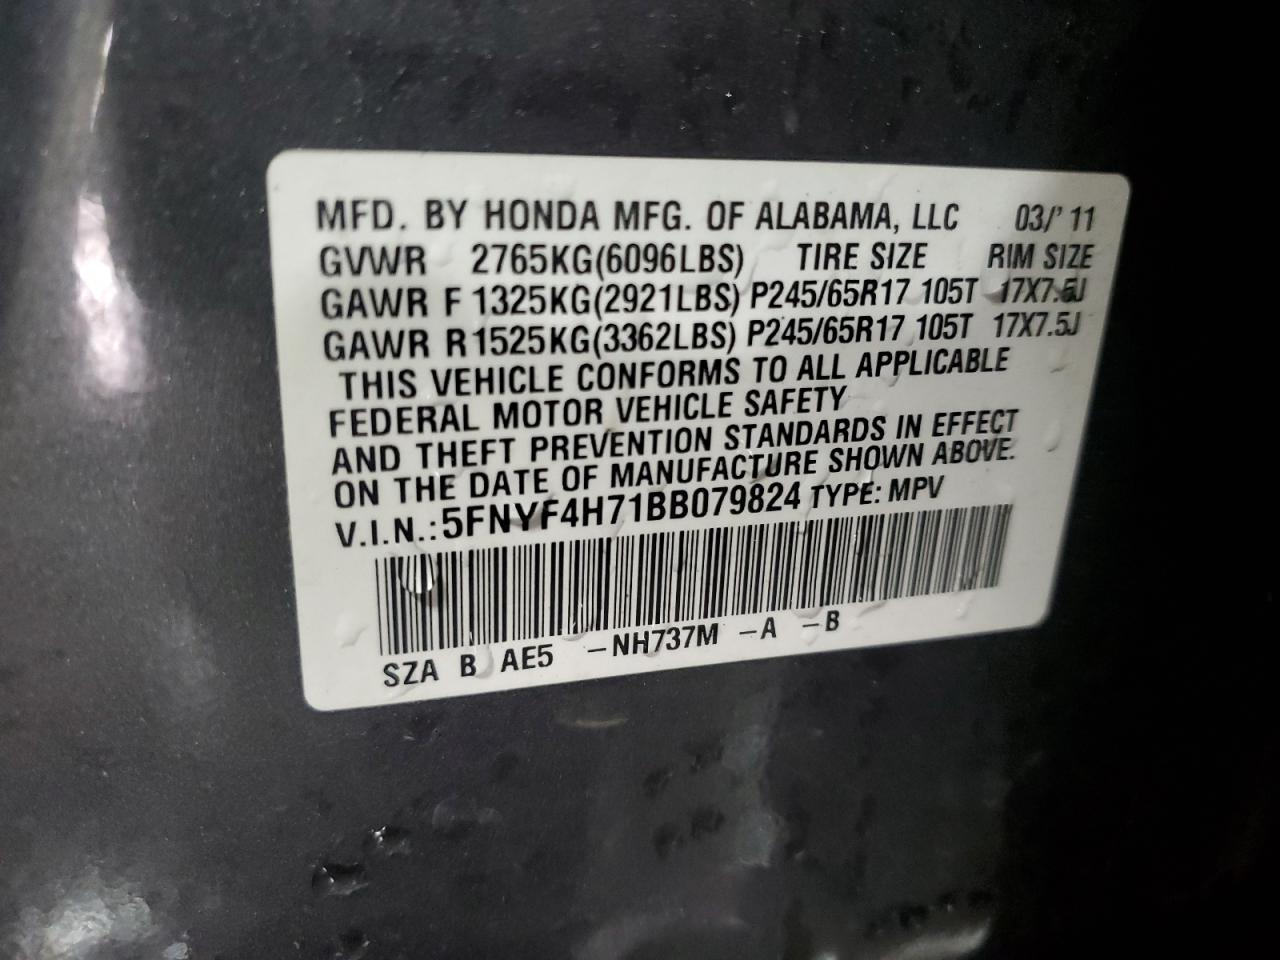 MFD. BY HONDA MFG. OF ALABAMA, LLC 03/' 11
GVWR 2765KG(6096LBS) TIRE SIZE RIM SIZE
GAWR F 1325KG(2921LBS) P245/65R17 105T 17X7.5J
GAWR R 1525KG(3362LBS) P245/65R17 105T 17X7.5J
THIS VEHICLE CONFORMS TO ALL APPLICABLE
FEDERAL MOTOR VEHICLE SAFETY
AND THEFT PREVENTION STANDARDS IN EFFECT
ON THE DATE OF MANUFACTURE SHOWN ABOVE.
V.I.N.: 5FNYF4H71BB079824 TYPE: MPV
SZA B AE5 –NH737M –A –B